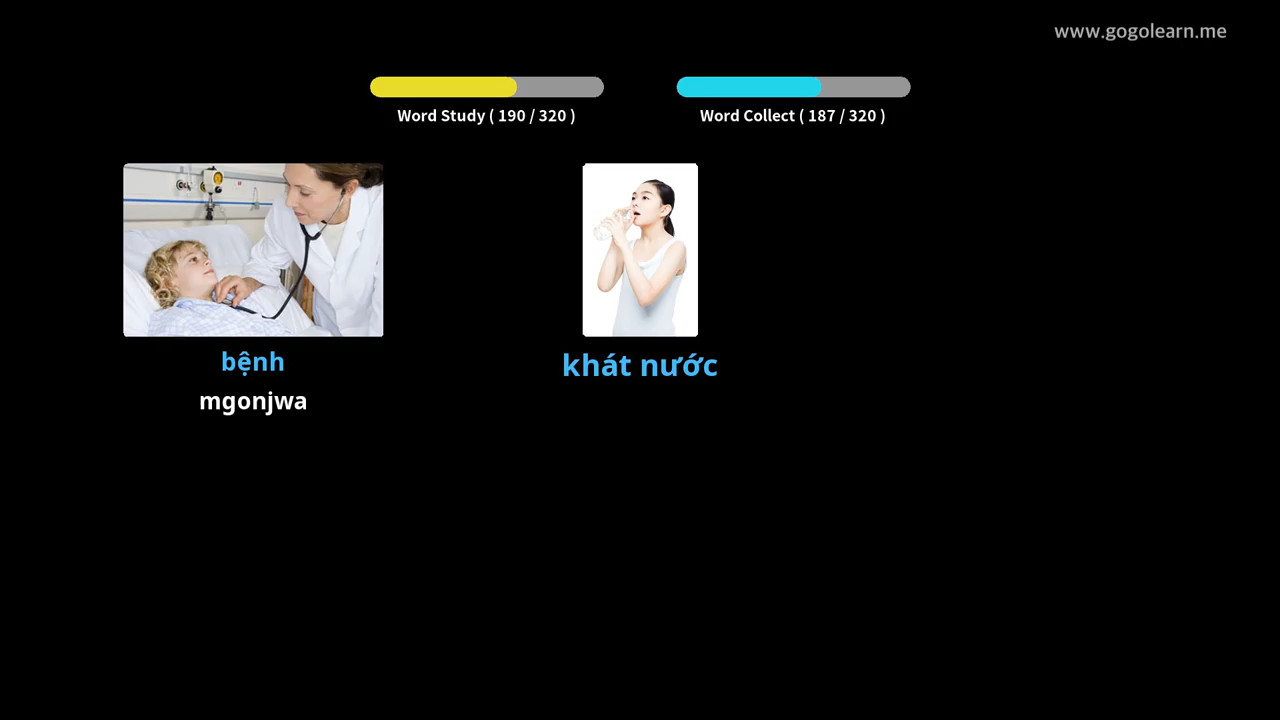 www.gogolearn.me
Word Study ( 190 / 320 )
Word Collect ( 187 / 320 )
bệnh
mgonjwa
khát nước